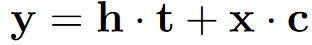 y = h · t + x · c